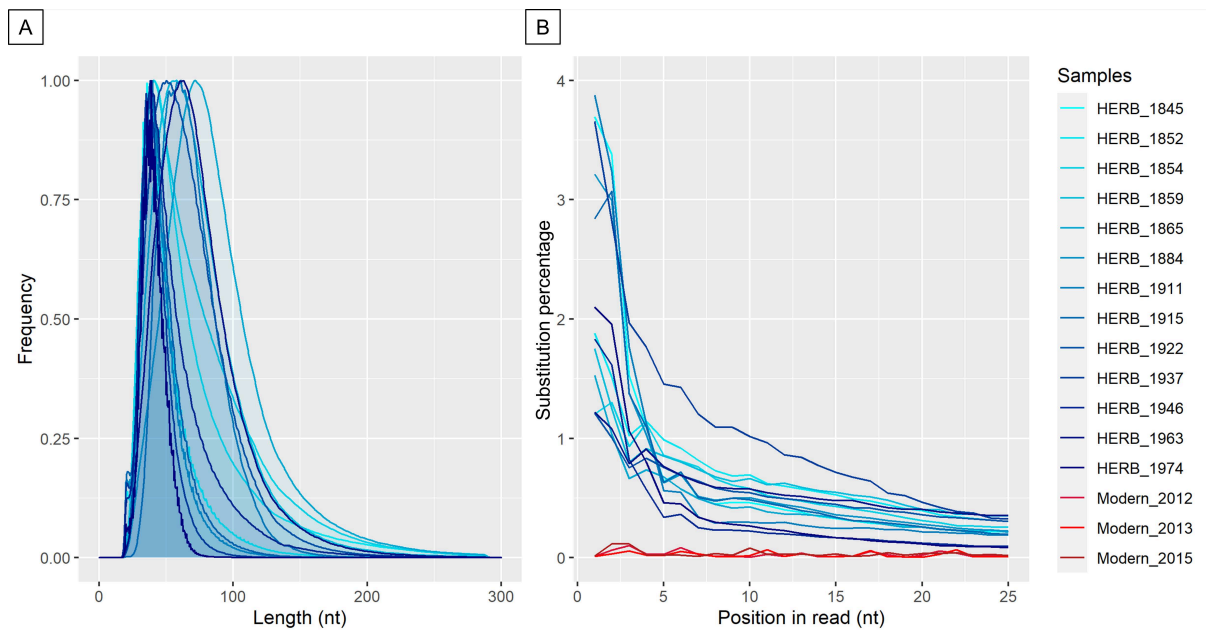 A
B
Frequency
1.00
0.75
0.50
0.25
0.00
0
100
200
300
Length (nt)
Substitution percentage
4
3
2
1
0
0
5
10
15
20
25
Position in read (nt)
Samples
HERB_1845
HERB_1852
HERB_1854
HERB_1859
HERB_1865
HERB_1884
HERB_1911
HERB_1915
HERB_1922
HERB_1937
HERB_1946
HERB_1963
HERB_1974
Modern_2012
Modern_2013
Modern_2015